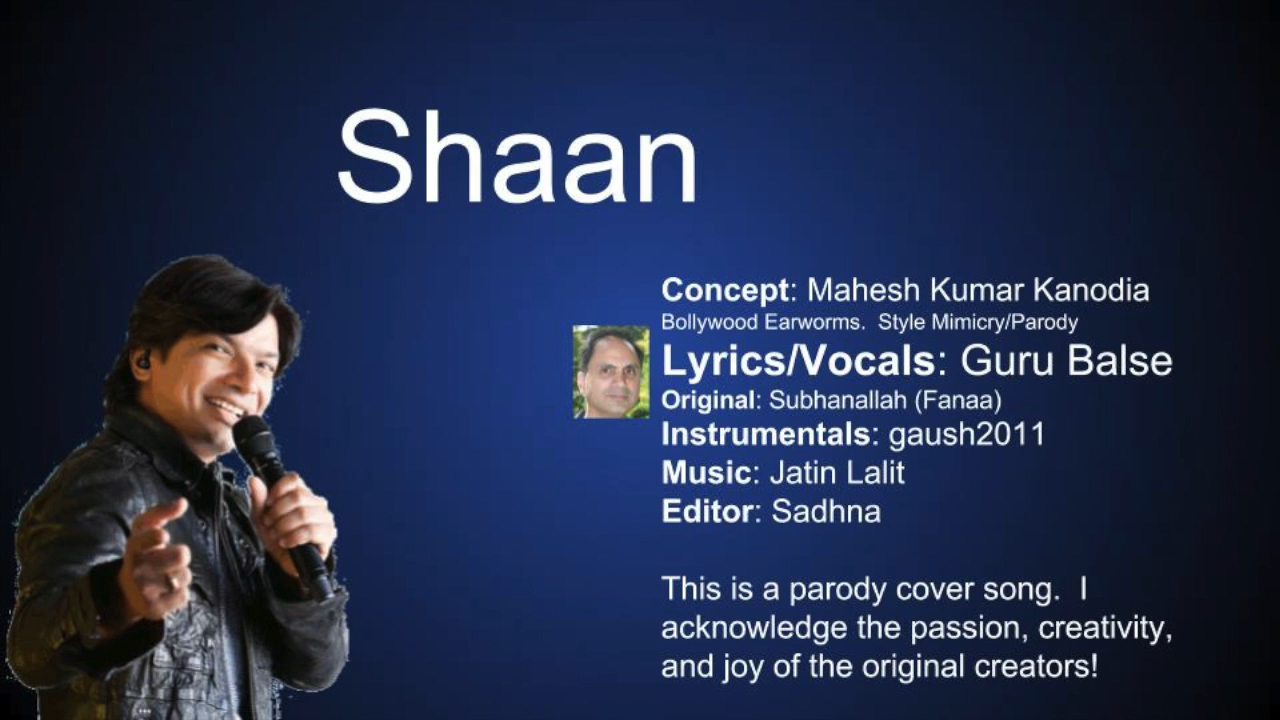 Shaan
Concept: Mahesh Kumar Kanodia
Bollywood Earworms.  Style Mimicry/Parody
Lyrics/Vocals: Guru Balse
Original: Subhanallah (Fanaa)
Instrumentals: gaush2011
Music: Jatin Lalit
Editor: Sadhna
This is a parody cover song.  I
acknowledge the passion, creativity,
and joy of the original creators!